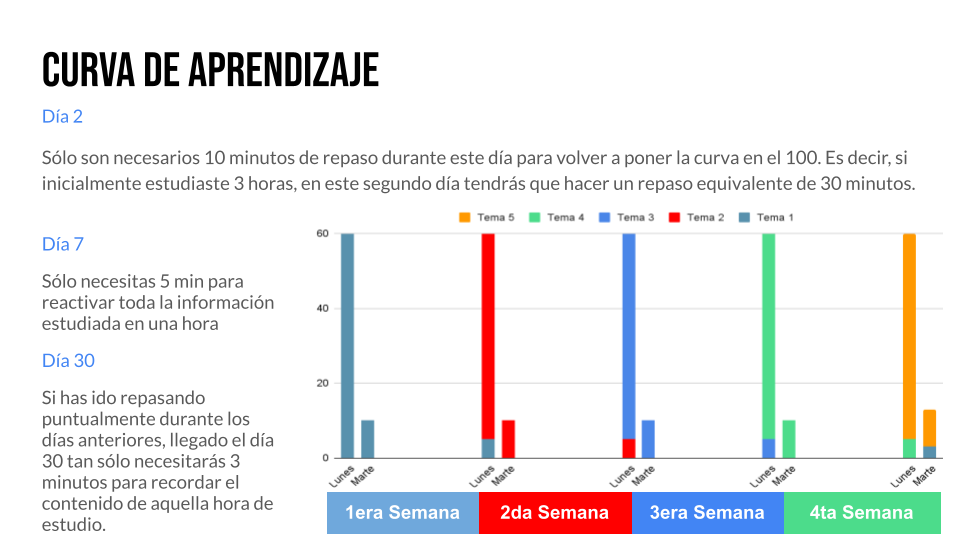 CURVA DE APRENDIZAJE
Día 2
Sólo son necesarios 10 minutos de repaso durante este día para volver a poner la curva en el 100. Es decir, si
inicialmente estudiaste 3 horas, en este segundo día tendrás que hacer un repaso equivalente de 30 minutos.
Día 7
Sólo necesitas 5 min para
reactivar toda la información
estudiada en una hora
Día 30
Si has ido repasando
puntualmente durante los
días anteriores, llegado el día
30 tan sólo necesitarás 3
minutos para recordar el
contenido de aquella hora de
estudio.
Tema 5 Tema 4 Tema 3 Tema 2 Tema 1
60
40
20
0
Lunes Marte Lunes Marte Lunes Marte Lunes Marte Lunes Marte
1era Semana 2da Semana 3era Semana 4ta Semana